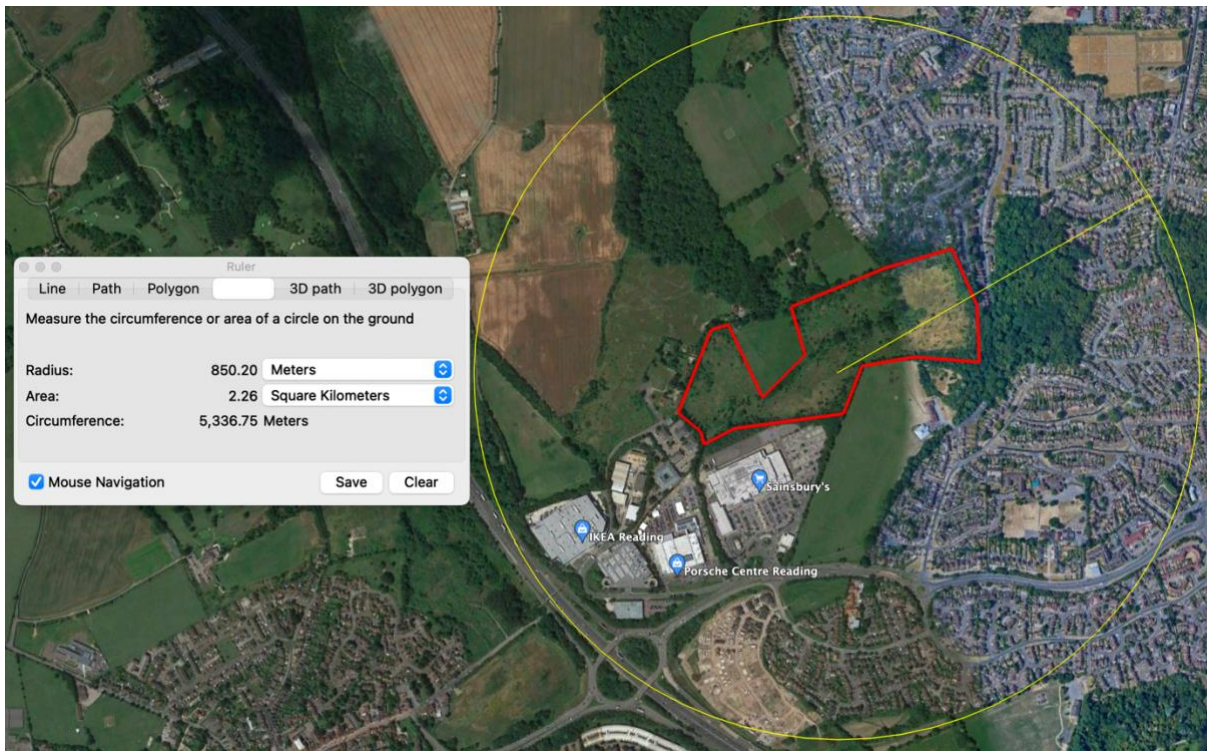 Ruler
Line Path Polygon 3D path 3D polygon
Measure the circumference or area of a circle on the ground
Radius: 850.20 Meters
Area: 2.26 Square Kilometers
Circumference: 5,336.75 Meters
Mouse Navigation Save Clear
Sainsbury's
IKEA Reading
Porsche Centre Reading